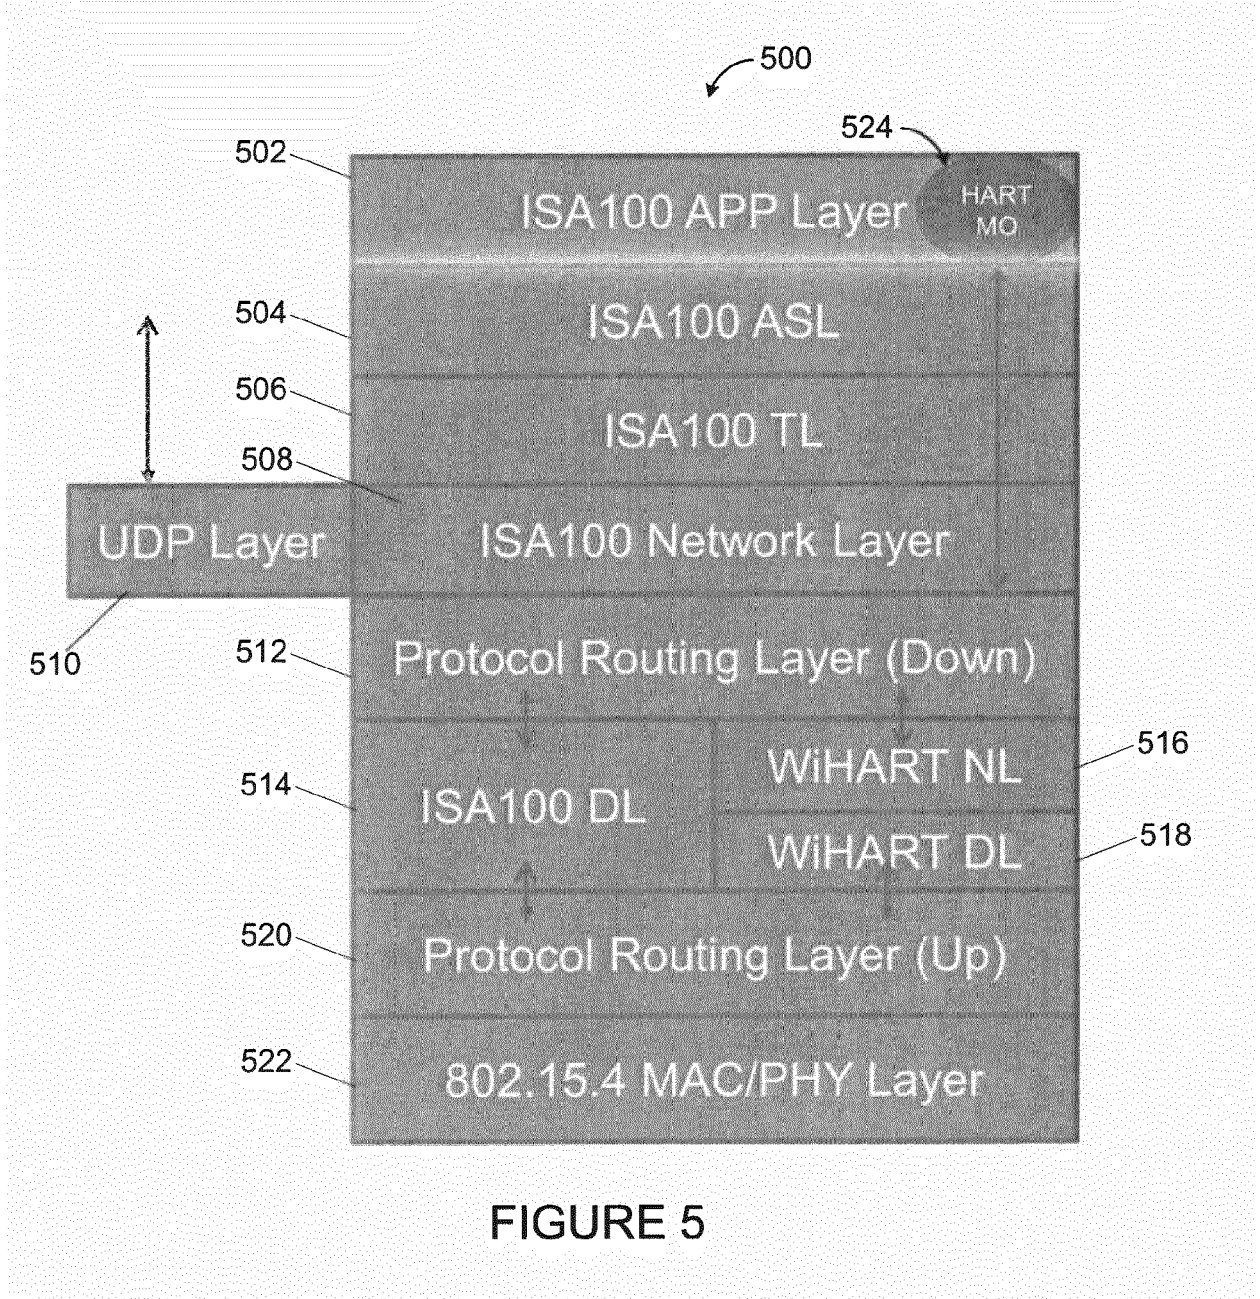 500
524
502
ISA100 APP Layer
HART
MO
504
ISA100 ASL
506
ISA100 TL
508
UDP Layer
ISA100 Network Layer
510
512
Protocol Routing Layer (Down)
514
ISA100 DL
WiHART NL
516
WiHART DL
518
520
Protocol Routing Layer (Up)
522
802.15.4 MAC/PHY Layer
FIGURE 5